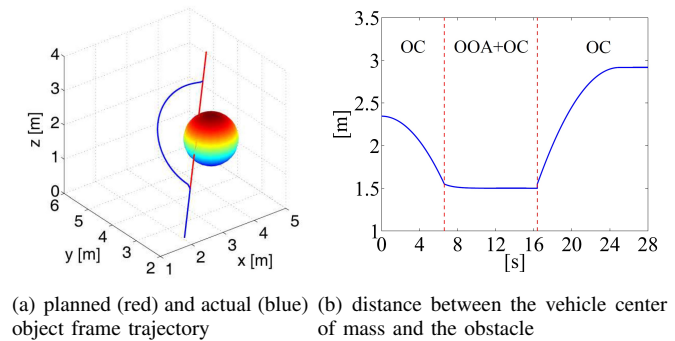 4
3
2
1
0
z [m]
6
5
4
3
2
y [m]
1
2
3
4
5
x [m]
3.5
3
2.5
2
1.5
1
[m]
OC
OOA+OC
OC
0 4 8 12 16 20 24 28
[s]
(a) planned (red) and actual (blue) object frame trajectory
(b) distance between the vehicle center of mass and the obstacle